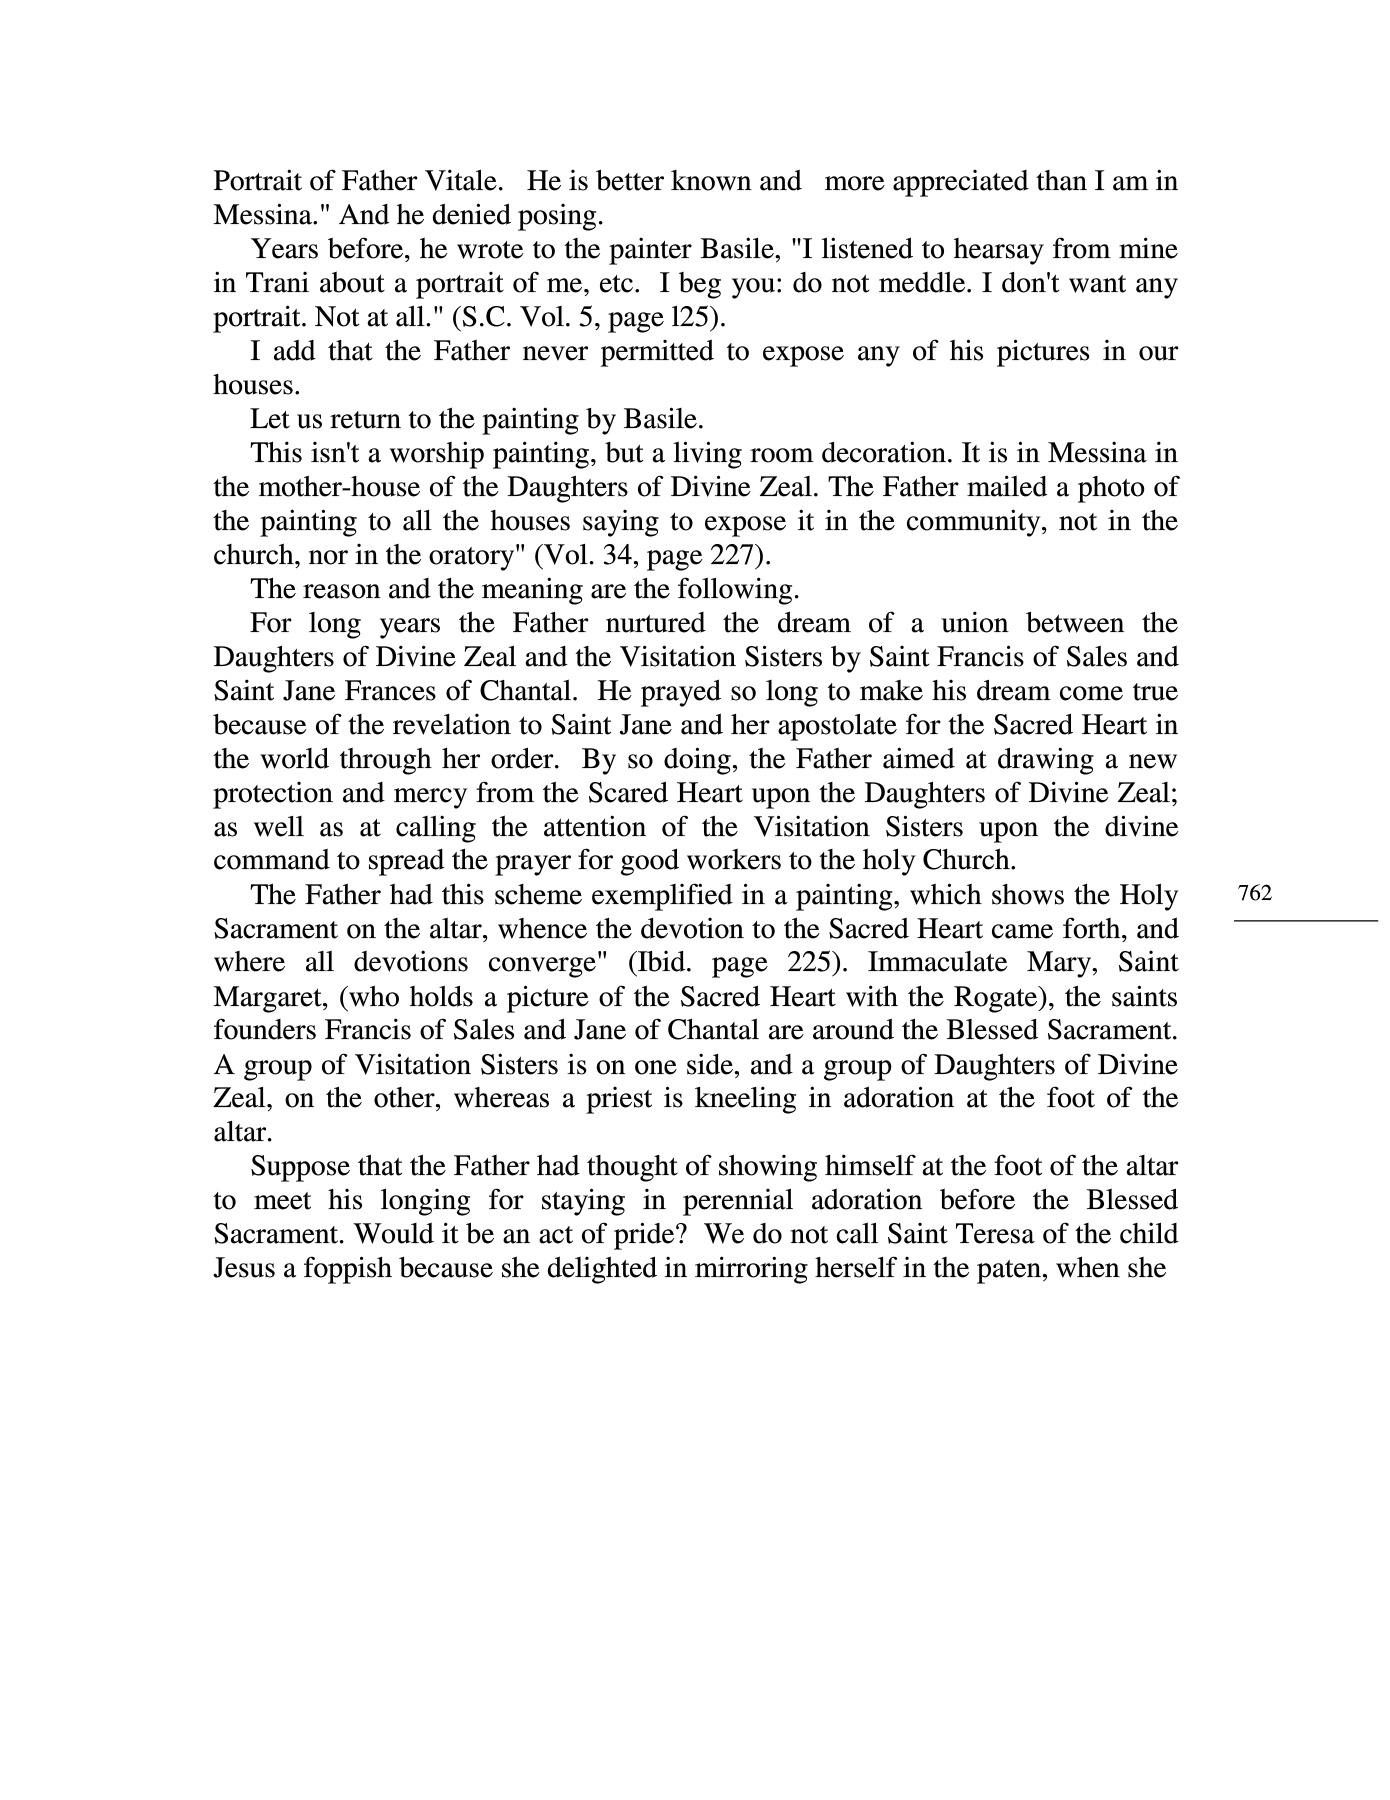 Portrait of Father Vitale. He is better known and more appreciated than I am in
Messina." And he denied posing.
Years before, he wrote to the painter Basile, "I listened to hearsay from mine
in Trani about a portrait of me, etc. I beg you: do not meddle. I don't want any
portrait. Not at all." (S.C. Vol. 5, page l25).
I add that the Father never permitted to expose any of his pictures in our
houses.
Let us return to the painting by Basile.
This isn't a worship painting, but a living room decoration. It is in Messina in
the mother-house of the Daughters of Divine Zeal. The Father mailed a photo of
the painting to all the houses saying to expose it in the community, not in the
church, nor in the oratory" (Vol. 34, page 227).
The reason and the meaning are the following.
For long years the Father nurtured the dream of a union between the
Daughters of Divine Zeal and the Visitation Sisters by Saint Francis of Sales and
Saint Jane Frances of Chantal. He prayed so long to make his dream come true
because of the revelation to Saint Jane and her apostolate for the Sacred Heart in
the world through her order. By so doing, the Father aimed at drawing a new
protection and mercy from the Scared Heart upon the Daughters of Divine Zeal;
as well as at calling the attention of the Visitation Sisters upon the divine
command to spread the prayer for good workers to the holy Church.
The Father had this scheme exemplified in a painting, which shows the Holy
Sacrament on the altar, whence the devotion to the Sacred Heart came forth, and
where all devotions converge" (Ibid. page 225). Immaculate Mary, Saint
Margaret, (who holds a picture of the Sacred Heart with the Rogate), the saints
founders Francis of Sales and Jane of Chantal are around the Blessed Sacrament.
A group of Visitation Sisters is on one side, and a group of Daughters of Divine
Zeal, on the other, whereas a priest is kneeling in adoration at the foot of the
altar.
Suppose that the Father had thought of showing himself at the foot of the altar
to meet his longing for staying in perennial adoration before the Blessed
Sacrament. Would it be an act of pride? We do not call Saint Teresa of the child
Jesus a foppish because she delighted in mirroring herself in the paten, when she
762